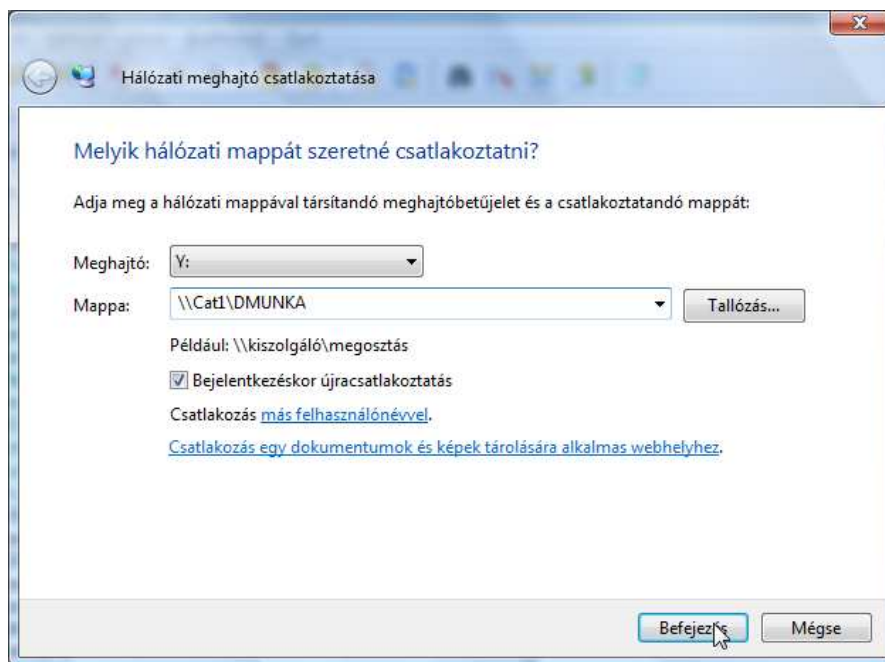 Hálózati meghajtó csatlakoztatása
Melyik hálózati mappát szeretné csatlakoztatni?
Adja meg a hálózati mappával társítandó meghajtóbetűjelet és a csatlakoztatandó mappát:
Meghajtó: Y:
Mappa: \\Cat1\DMUNKA Tallózás...
Például: \\kiszolgáló\megosztás
Bejelentkezéskor újracsatlakoztatás
Csatlakozás más felhasználónévvel.
Csatlakozás egy dokumentumok és képek tárolására alkalmas webhelyhez.
Befejezés Mégse